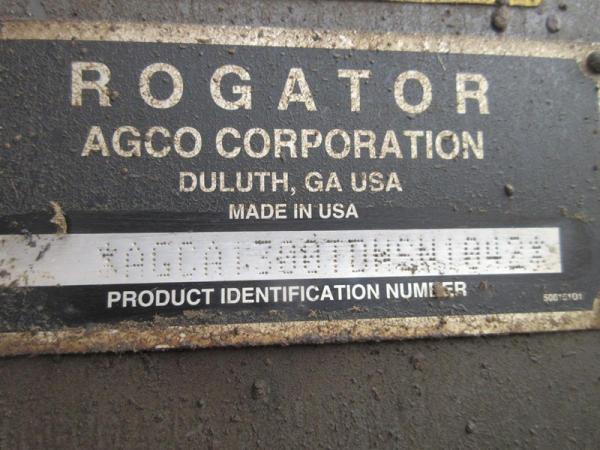 ROGATOR
AGCO CORPORATION
DULUTH, GA USA
MADE IN USA
PRODUCT IDENTIFICATION NUMBER